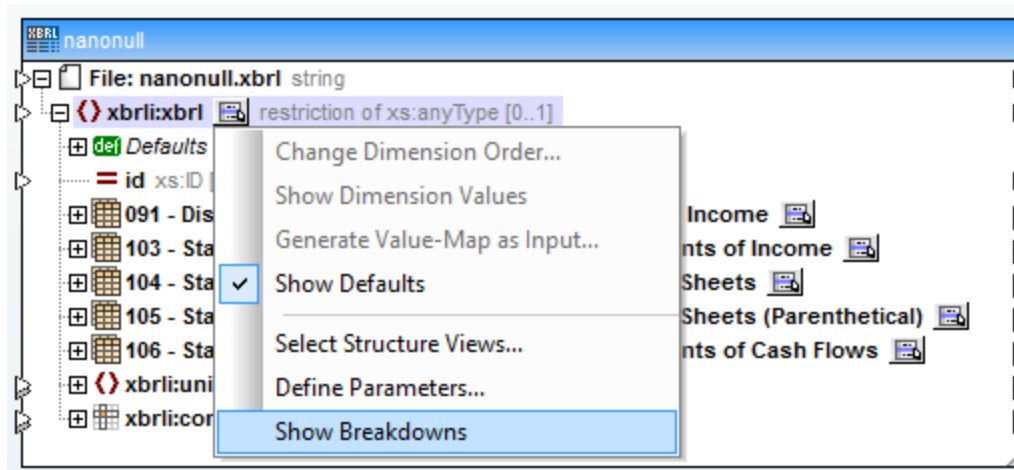 XBRL nanonull
File: nanonull.xbrl string
xbrli:xbrl restriction of xs:anyType [0..1]
def Defaults
Change Dimension Order...
id xs:ID [
Show Dimension Values
091 - Dis Income
Generate Value-Map as Input...
103 - Sta nts of Income
104 - Sta Sheets
Show Defaults
105 - Sta Sheets (Parenthetical)
106 - Sta nts of Cash Flows
Select Structure Views...
xbrli:uni
Define Parameters...
xbrli:cor
Show Breakdowns